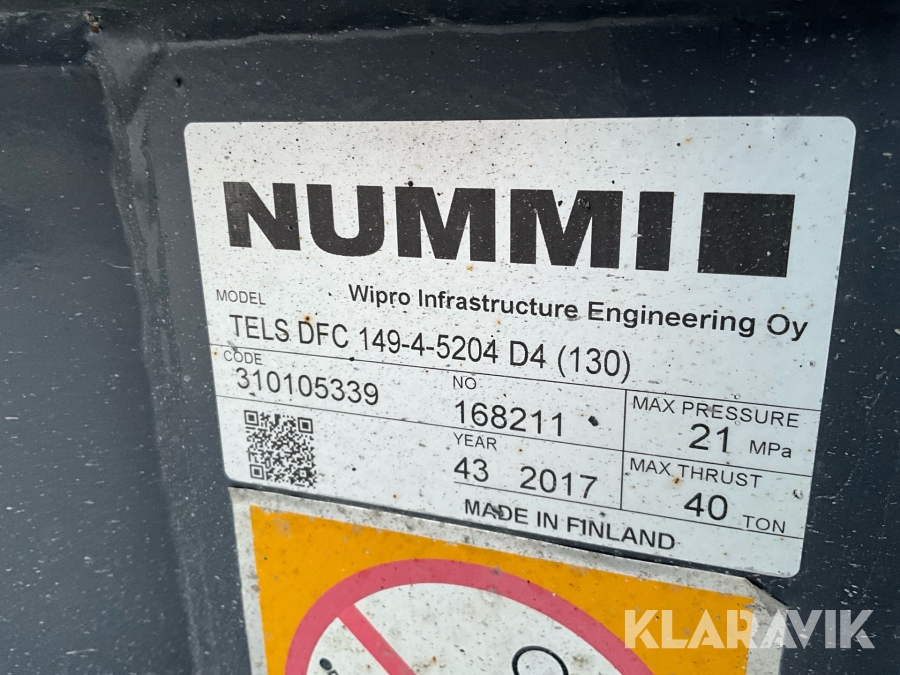 NUMMI
Wipro Infrastructure Engineering Oy
MODEL
TELS DFC 149-4-5204 D4 (130)
CODE
310105339
NO
168211
MAX PRESSURE
21 MPa
YEAR
43 2017
MAX THRUST
40 TON
MADE IN FINLAND
KLARAVIK